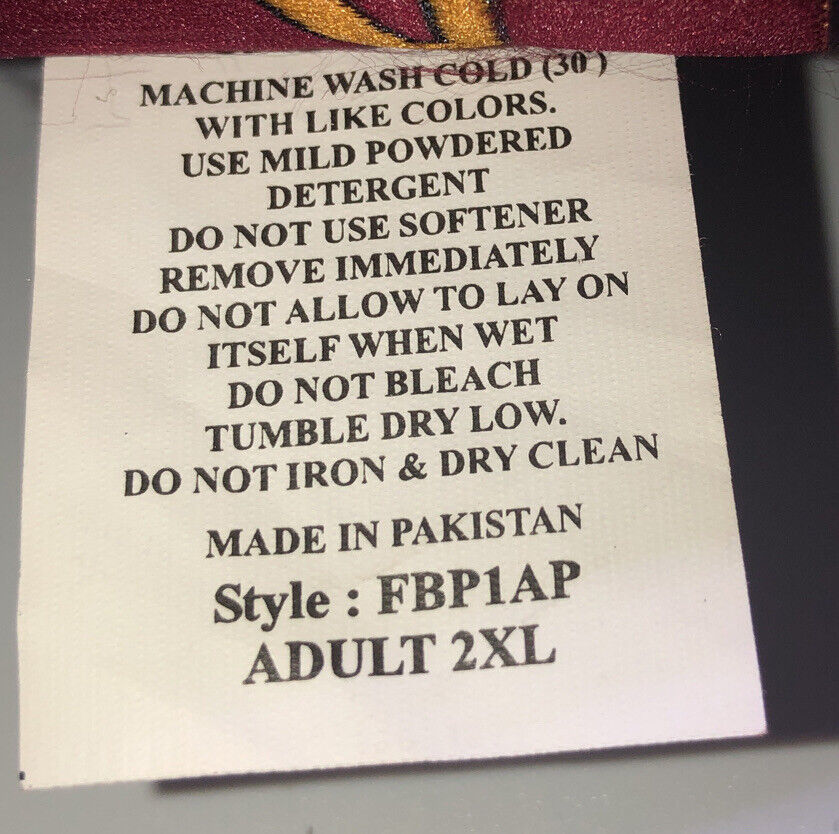 MACHINE WASH COLD (30°)
WITH LIKE COLORS.
USE MILD POWDERED
DETERGENT
DO NOT USE SOFTENER
REMOVE IMMEDIATELY
DO NOT ALLOW TO LAY ON
ITSELF WHEN WET
DO NOT BLEACH
TUMBLE DRY LOW.
DO NOT IRON & DRY CLEAN
MADE IN PAKISTAN
Style : FBP1AP
ADULT 2XL